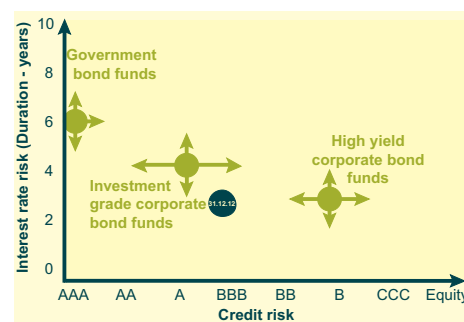 10
Government
bond funds
8
6
4
2
0
Interest rate risk (Duration - years)
High yield
corporate bond
funds
Investment
grade corporate
bond funds
31.12.12
AAA AA A BBB BB B CCC Equity
Credit risk